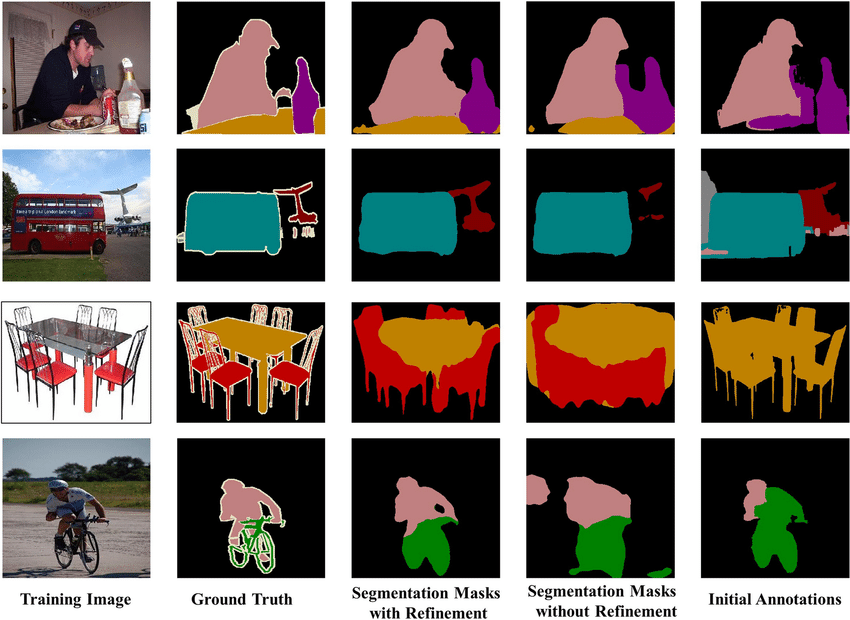 Training Image
Ground Truth
Segmentation Masks
with Refinement
Segmentation Masks
without Refinement
Initial Annotations